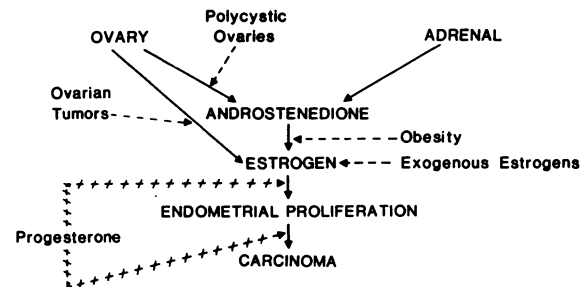 Polycystic
Ovaries
OVARY
ADRENAL
Ovarian
Tumors
ANDROSTENEDIONE
Obesity
ESTROGEN
Exogenous Estrogens
ENDOMETRIAL PROLIFERATION
Progesterone
CARCINOMA